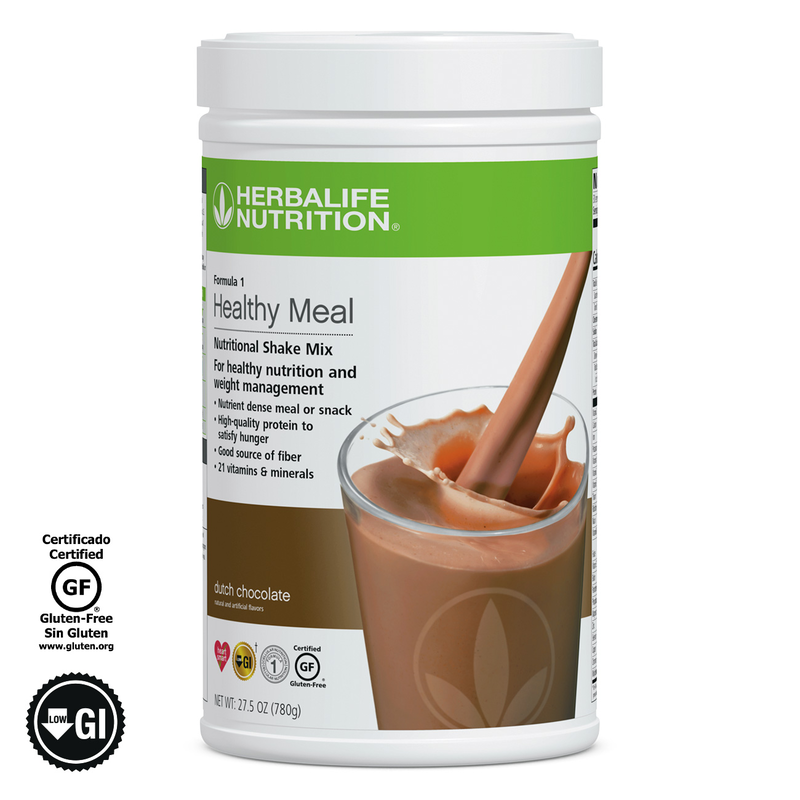 HERBALIFE
NUTRITION®
Formula 1
Healthy Meal
Nutritional Shake Mix
For healthy nutrition and
weight management
• Nutrient dense meal or snack
• High-quality protein to
satisfy hunger
• Good source of fiber
• 21 vitamins & minerals
dutch chocolate
natural and artificial flavors
heart
smart
GI
†
1
Certified
GF
®
Gluten-Free
NET WT: 27.5 OZ (780g)
Certificado
Certified
GF
®
Gluten-Free
Sin Gluten
www.gluten.org
LOW GI